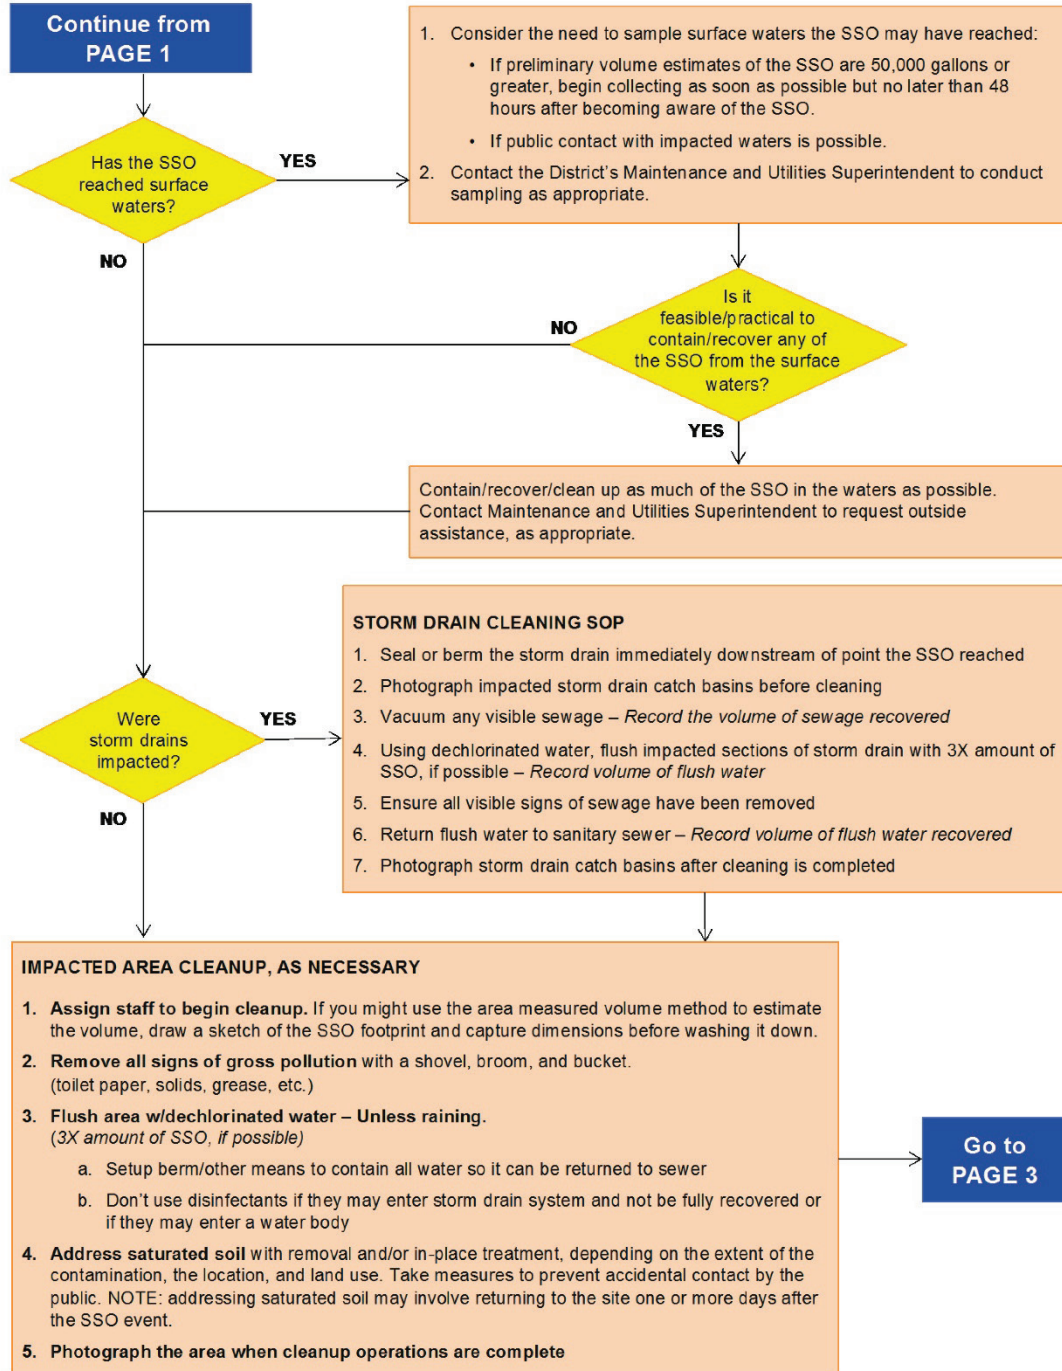 Continue from
PAGE 1
1. Consider the need to sample surface waters the SSO may have reached:
• If preliminary volume estimates of the SSO are 50,000 gallons or
greater, begin collecting as soon as possible but no later than 48
hours after becoming aware of the SSO.
• If public contact with impacted waters is possible.
2. Contact the District's Maintenance and Utilities Superintendent to conduct
sampling as appropriate.
Has the SSO
reached surface
waters?
YES
NO
Is it
feasible/practical to
contain/recover any of
the SSO from the surface
waters?
NO
YES
Contain/recover/clean up as much of the SSO in the waters as possible.
Contact Maintenance and Utilities Superintendent to request outside
assistance, as appropriate.
STORM DRAIN CLEANING SOP
1. Seal or berm the storm drain immediately downstream of point the SSO reached
2. Photograph impacted storm drain catch basins before cleaning
3. Vacuum any visible sewage – Record the volume of sewage recovered
4. Using dechlorinated water, flush impacted sections of storm drain with 3X amount of
SSO, if possible – Record volume of flush water
5. Ensure all visible signs of sewage have been removed
6. Return flush water to sanitary sewer – Record volume of flush water recovered
7. Photograph storm drain catch basins after cleaning is completed
Were
storm drains
impacted?
YES
NO
IMPACTED AREA CLEANUP, AS NECESSARY
1. Assign staff to begin cleanup. If you might use the area measured volume method to estimate
the volume, draw a sketch of the SSO footprint and capture dimensions before washing it down.
2. Remove all signs of gross pollution with a shovel, broom, and bucket.
(toilet paper, solids, grease, etc.)
3. Flush area w/dechlorinated water – Unless raining.
(3X amount of SSO, if possible)
a. Setup berm/other means to contain all water so it can be returned to sewer
b. Don't use disinfectants if they may enter storm drain system and not be fully recovered or
if they may enter a water body
4. Address saturated soil with removal and/or in-place treatment, depending on the extent of the
contamination, the location, and land use. Take measures to prevent accidental contact by the
public. NOTE: addressing saturated soil may involve returning to the site one or more days after
the SSO event.
5. Photograph the area when cleanup operations are complete
Go to
PAGE 3